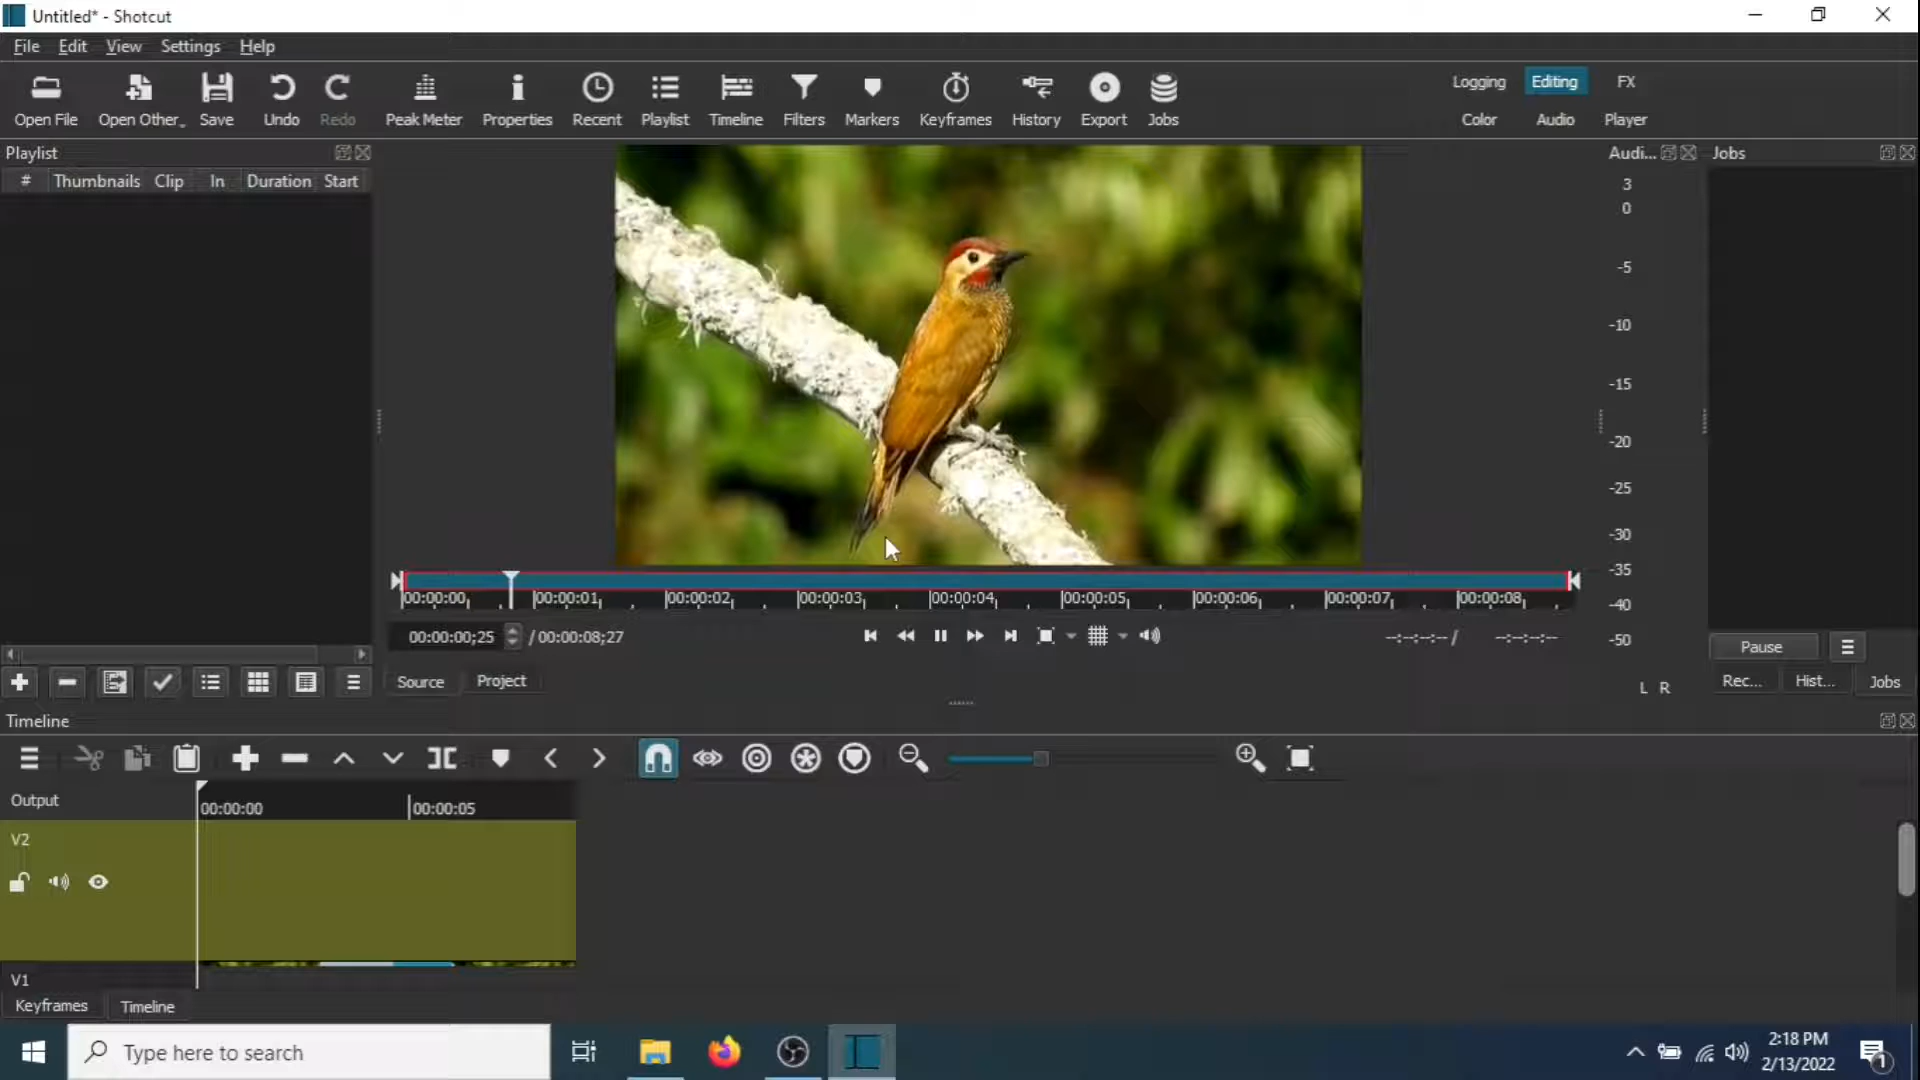 Untitled* - Shotcut
File Edit View Settings Help
Open File Open Other... Save Undo Redo Peak Meter Properties Recent Playlist Timeline Filters Markers Keyframes History Export Jobs
Logging Editing FX
Color Audio Player
Playlist
# Thumbnails Clip In Duration Start
Audi... Jobs
3
0
-5
-10
-15
-20
-25
-30
-35
-40
-50
L R
00:00:00 00:00:01 00:00:02 00:00:03 00:00:04 00:00:05 00:00:06 00:00:07 00:00:08
00:00:00;25 / 00:00:08;27 --:--:--:-- / --:--:--:--
Pause
Source Project
Rec... Hist... Jobs
Timeline
Output 00:00:00 00:00:05
V2
V1
Keyframes Timeline
Type here to search
2:18 PM
2/13/2022
1